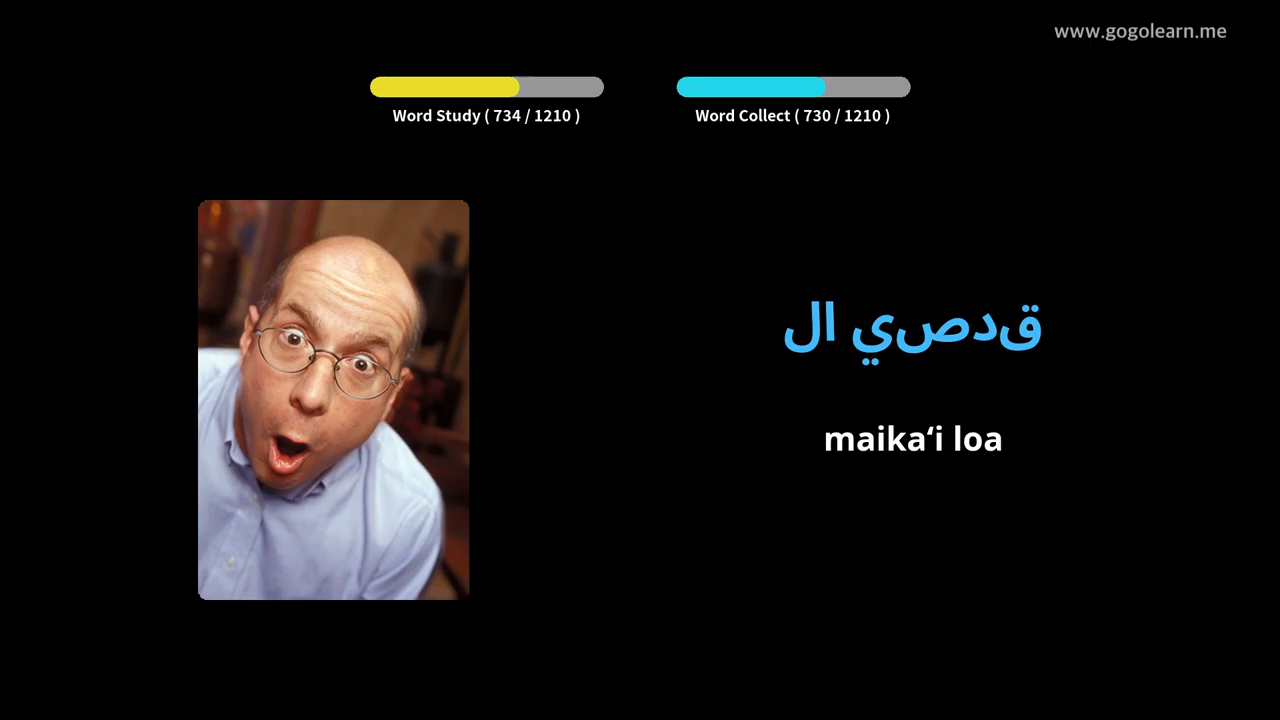 www.gogolearn.me
Word Study ( 734 / 1210 )
Word Collect ( 730 / 1210 )
قدصي ال
maikaʻi loa